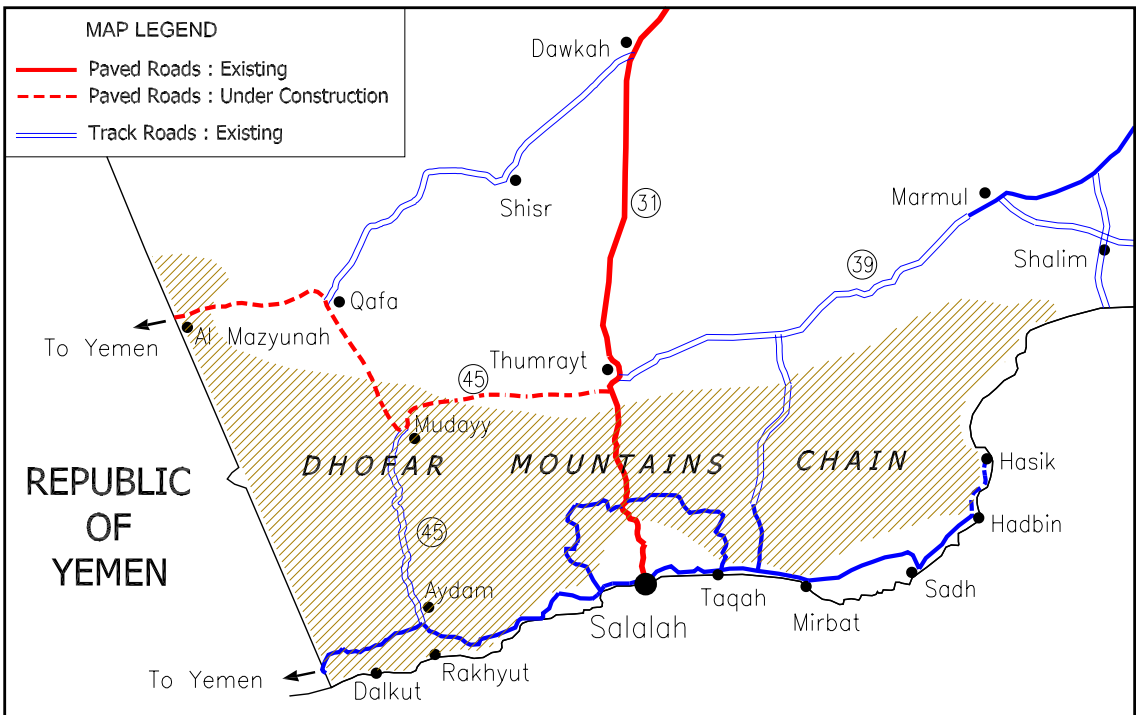 MAP LEGEND
Paved Roads : Existing
Paved Roads : Under Construction
Track Roads : Existing
Dawkah
Shisr
31
Marmul
Shalim
39
Qafa
Al Mazyunah
To Yemen
Thumrayt
45
Mudayy
DHOFAR MOUNTAINS CHAIN
Hasik
REPUBLIC
OF
YEMEN
45
Hadbin
Aydam
Taqah
Sadh
Mirbat
Salalah
Rakhyut
To Yemen
Dalkut